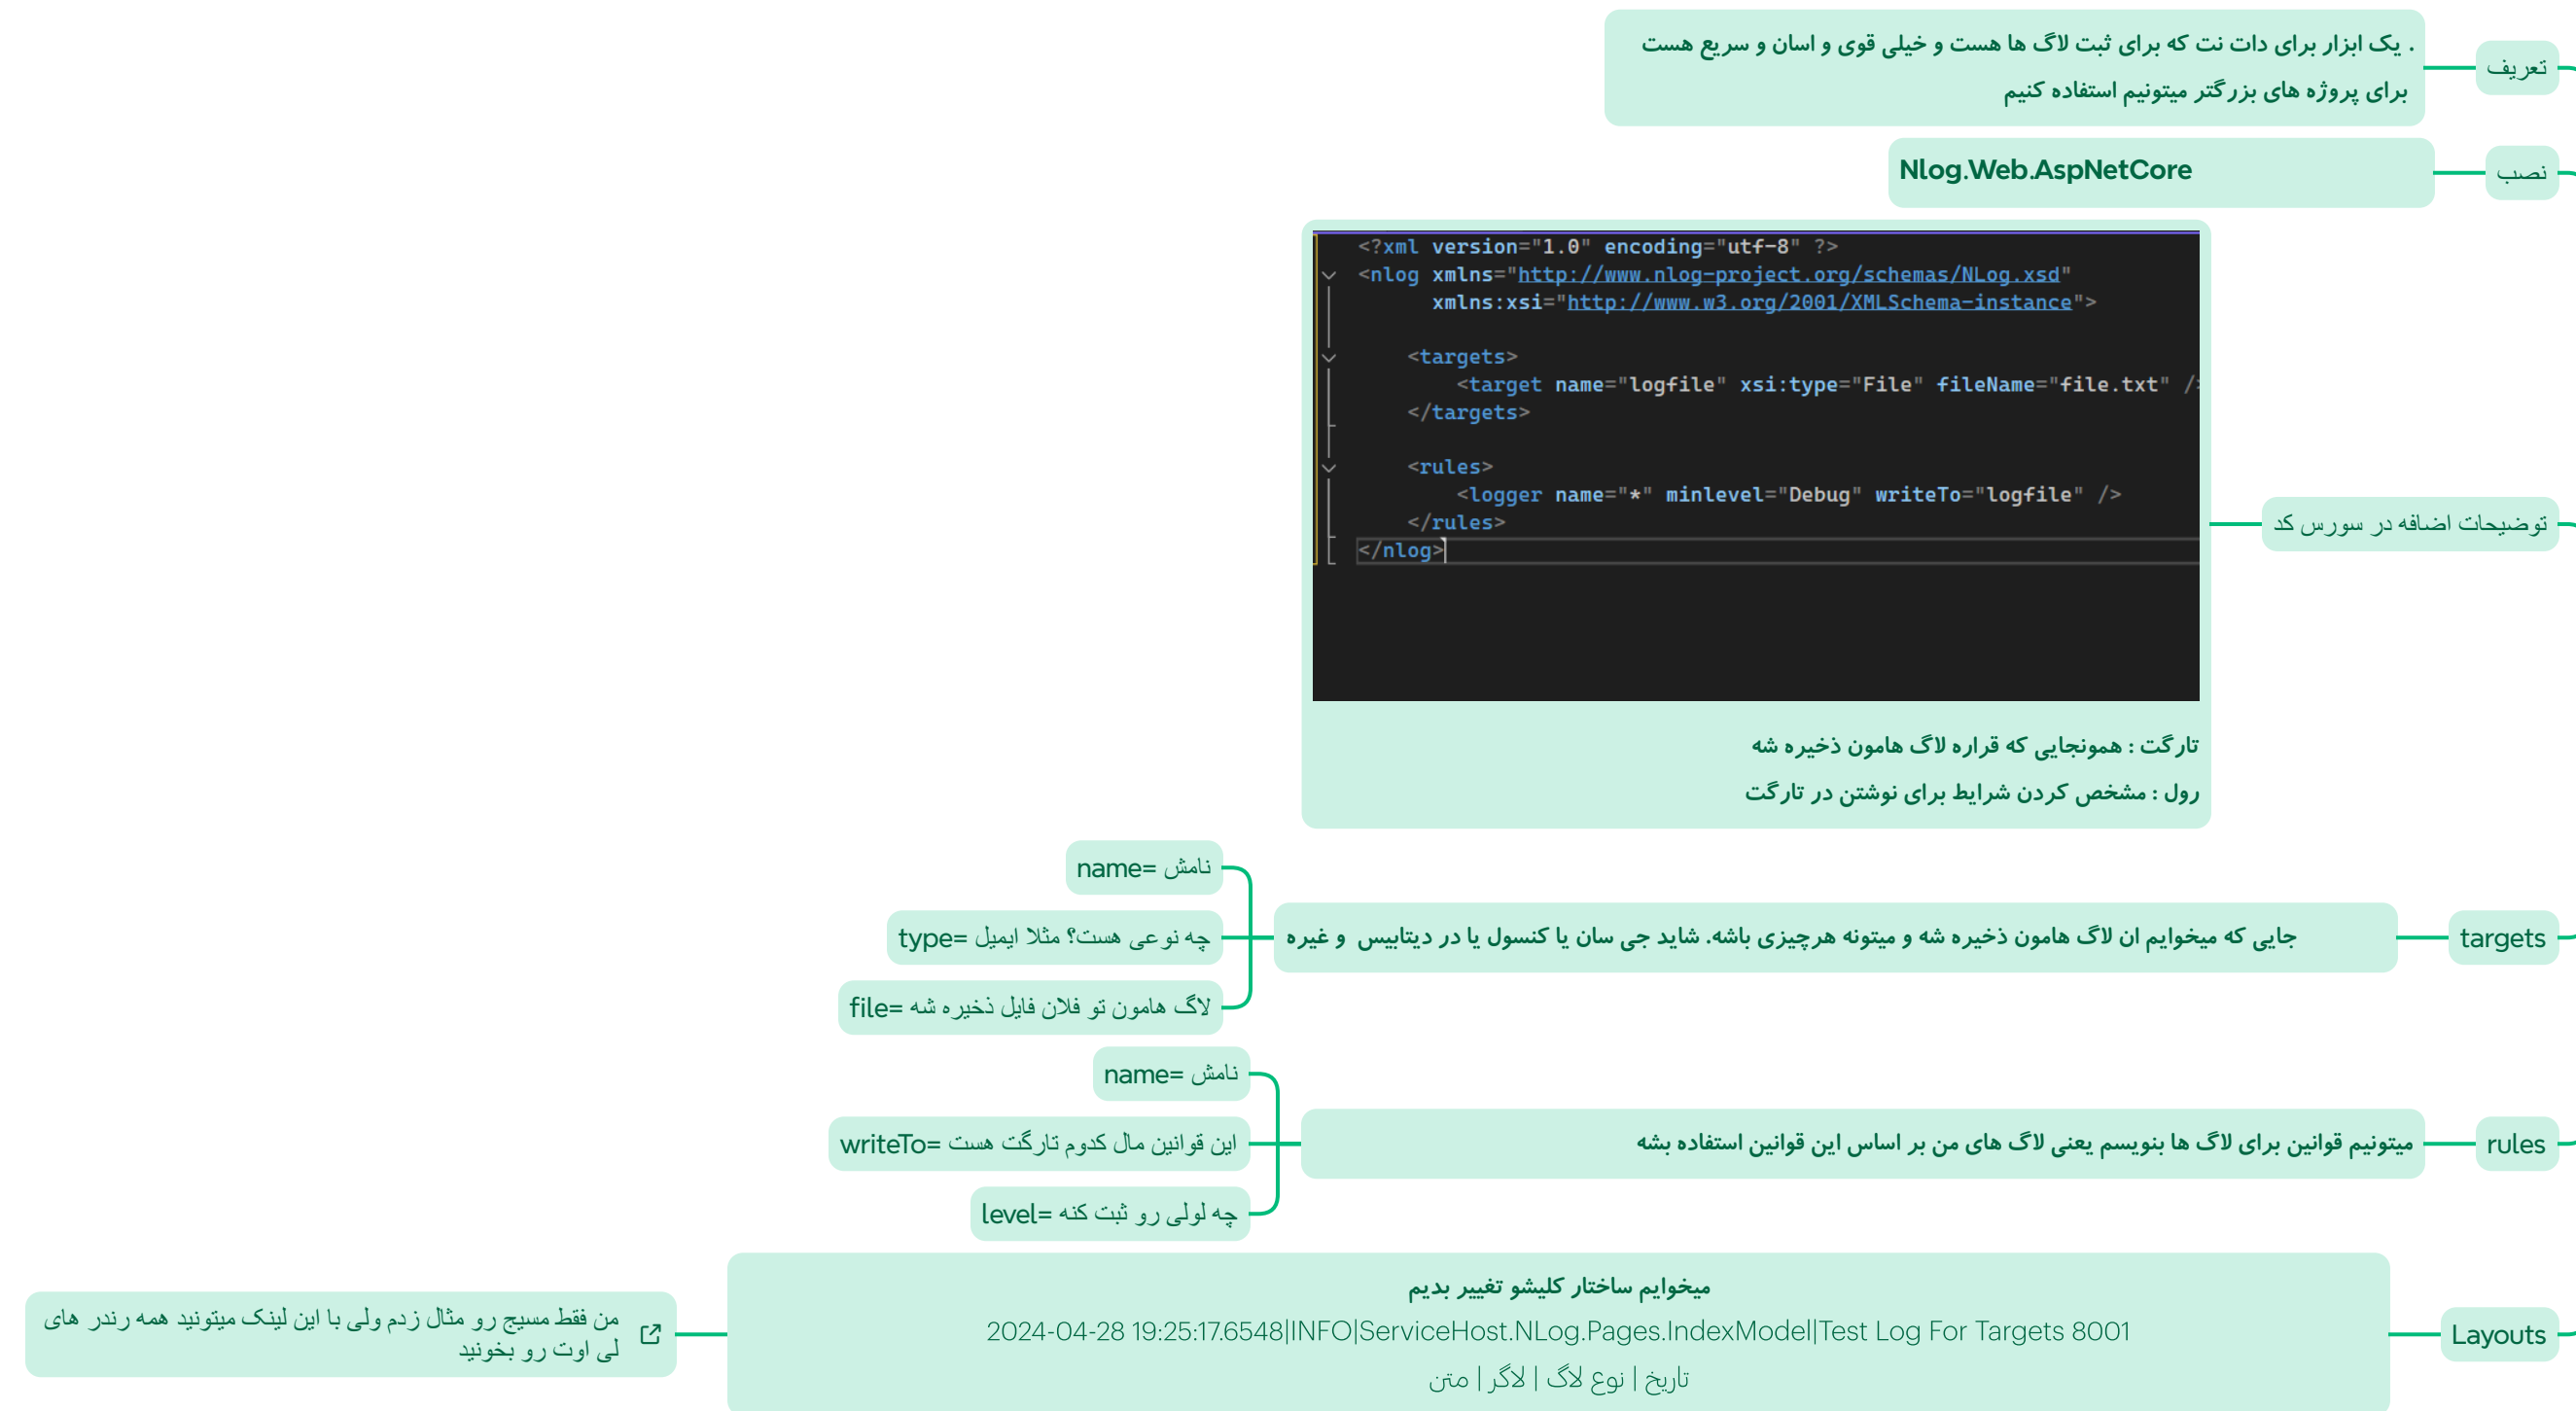 تعریف
. یک ابزار برای دات نت که برای ثبت لاگ ها هست و خیلی قوی و اسان و سریع هست
برای پروژه های بزرگتر میتونیم استفاده کنیم
نصب
Nlog.Web.AspNetCore
توضیحات اضافه در سورس کد
<?xml version="1.0" encoding="utf-8" ?>
<nlog xmlns="http://www.nlog-project.org/schemas/NLog.xsd"
xmlns:xsi="http://www.w3.org/2001/XMLSchema-instance">
<targets>
<target name="logfile" xsi:type="File" fileName="file.txt" />
</targets>
<rules>
<logger name="*" minlevel="Debug" writeTo="logfile" />
</rules>
</nlog>
تارگت : همونجایی که قراره لاگ هامون ذخیره شه
رول : مشخص کردن شرایط برای نوشتن در تارگت
targets
جایی که میخوایم ان لاگ هامون ذخیره شه و میتونه هرچیزی باشه. شاید جی سان یا کنسول یا در دیتابیس و غیره
نامش =name
چه نوعی هست؟ مثلا ایمیل =type
لاگ هامون تو فلان فایل ذخیره شه =file
rules
میتونیم قوانین برای لاگ ها بنویسم یعنی لاگ های من بر اساس این قوانین استفاده بشه
نامش =name
این قوانین مال کدوم تارگت هست =writeTo
چه لولی رو ثبت کنه =level
Layouts
میخوایم ساختار کلیشو تغییر بدیم
2024-04-28 19:25:17.6548|INFO|ServiceHost.NLog.Pages.IndexModel|Test Log For Targets 8001
تاریخ | نوع لاگ | لاگر | متن
من فقط مسیج رو مثال زدم ولی با این لینک میتونید همه رندر های
لی اوت رو بخونید